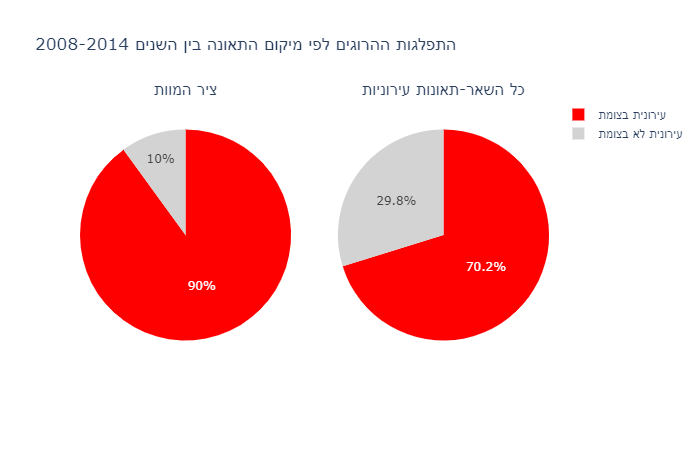 התפלגות ההרוגים לפי מיקום התאונה בין השנים 2008-2014
כל השאר-תאונות עירוניות
ציר המוות
עירונית בצומת
עירונית לא בצומת
10%
90%
29.8%
70.2%